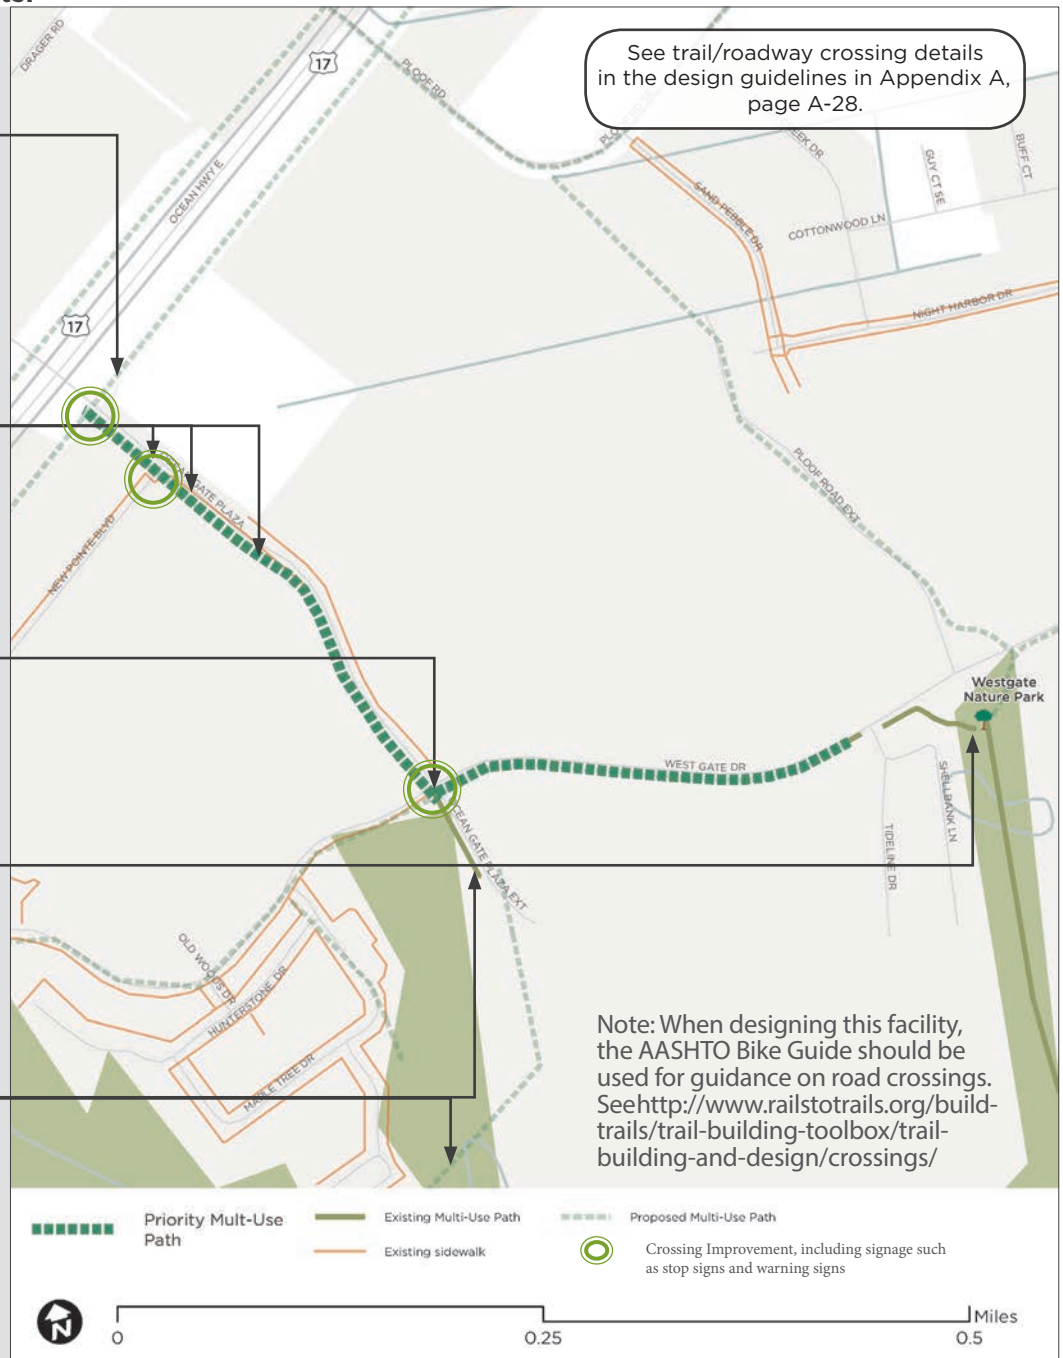 DRAGER RD
17
PLOOF RD
See trail/roadway crossing details
in the design guidelines in Appendix A,
page A-28.
OCEAN HWY E
SAND PEBBLE DR
GUY CT SE
BUFF CT
COTTONWOOD LN
NIGHT HARBOR DR
17
GATE PLAZA
NEW POINTE BLVD
PLOOF ROAD EXT
Westgate
Nature Park
WEST GATE DR
SHELLBANK LN
TIDELINE DR
OCEAN GATE PLAZA EXT
OLD WOODS DR
HUNTERSTONE DR
MAPLE TREE DR
Note: When designing this facility,
the AASHTO Bike Guide should be
used for guidance on road crossings.
Seehttp://www.railstotrails.org/build-
trails/trail-building-toolbox/trail-
building-and-design/crossings/
Priority Mult-Use
Path
Existing Multi-Use Path
Existing sidewalk
Proposed Multi-Use Path
Crossing Improvement, including signage such
as stop signs and warning signs
N
0
0.25
0.5
Miles